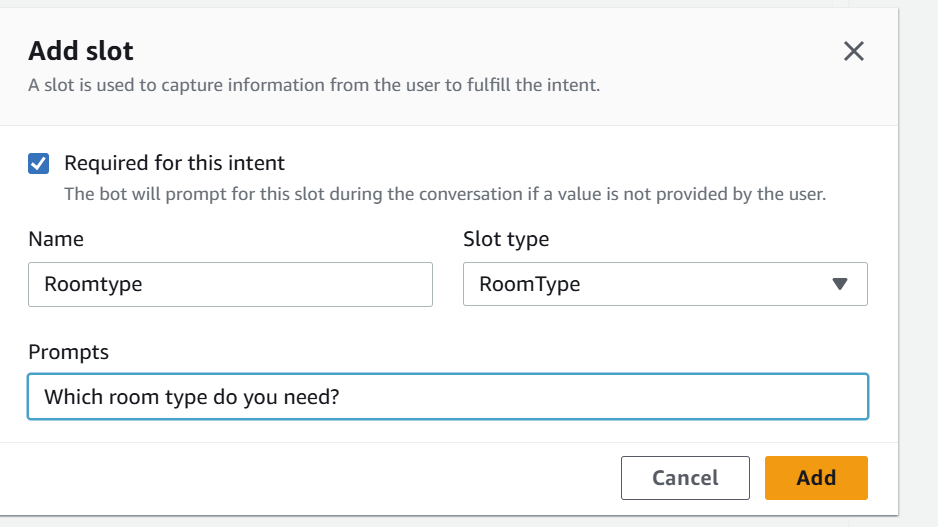 Add slot
A slot is used to capture information from the user to fulfill the intent.
Required for this intent
The bot will prompt for this slot during the conversation if a value is not provided by the user.
Name
Slot type
Roomtype
RoomType
Prompts
Which room type do you need?
Cancel
Add